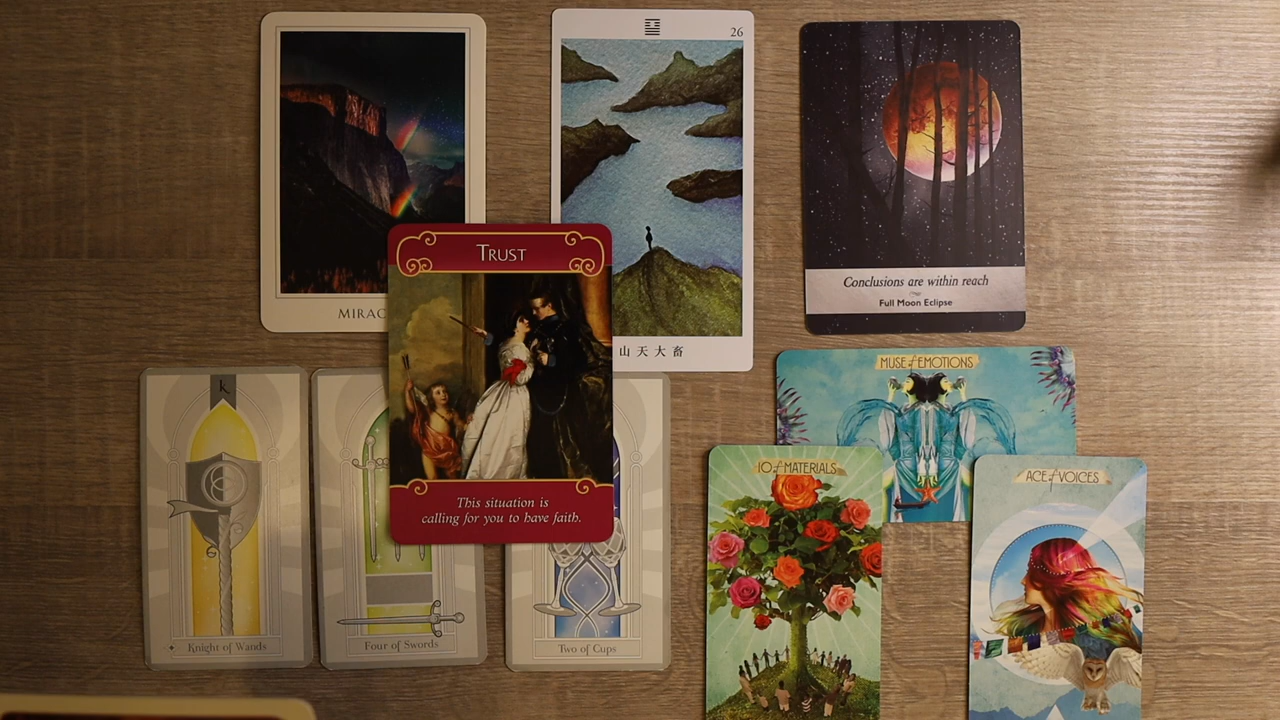 26
MIRAC
山天大畜
Conclusions are within reach
Full Moon Eclipse
TRUST
This situation is
calling for you to have faith.
k
Knight of Wands
Four of Swords
Two of Cups
MUSE of EMOTIONS
10 of MATERIALS
ACE of VOICES